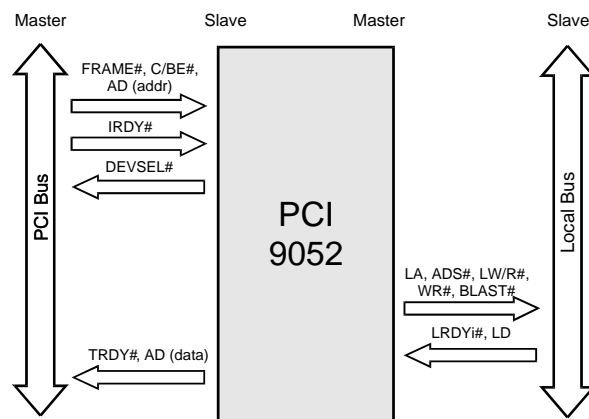 Master
Slave
Master
Slave
FRAME#, C/BE#,
AD (addr)
IRDY#
DEVSEL#
PCI Bus
PCI
9052
Local Bus
LA, ADS#, LW/R#,
WR#, BLAST#
LRDYi#, LD
TRDY#, AD (data)